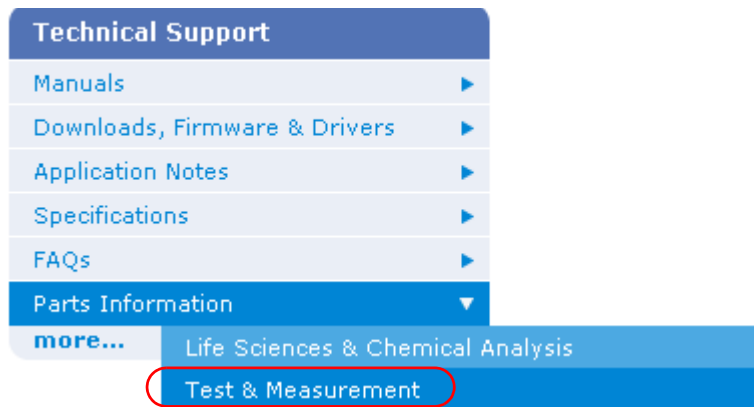 Technical Support
Manuals
Downloads, Firmware & Drivers
Application Notes
Specifications
FAQs
Parts Information
more...
Life Sciences & Chemical Analysis
Test & Measurement